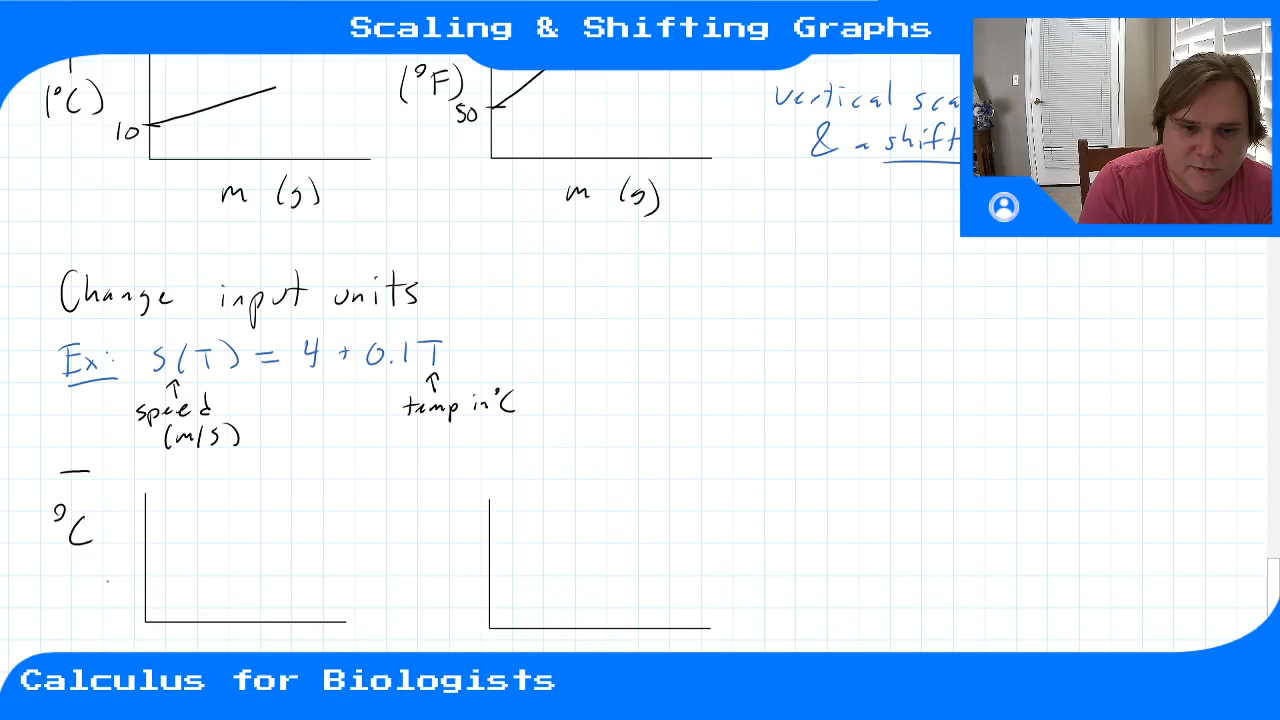 Scaling & Shifting Graphs
(°C)
10
m (g)
(°F)
50
m (g)
vertical sca
& a shift
Change input units
Ex: S(T) = 4 + 0.1T
speed
(m/s)
temp in °C
°C
Calculus for Biologists